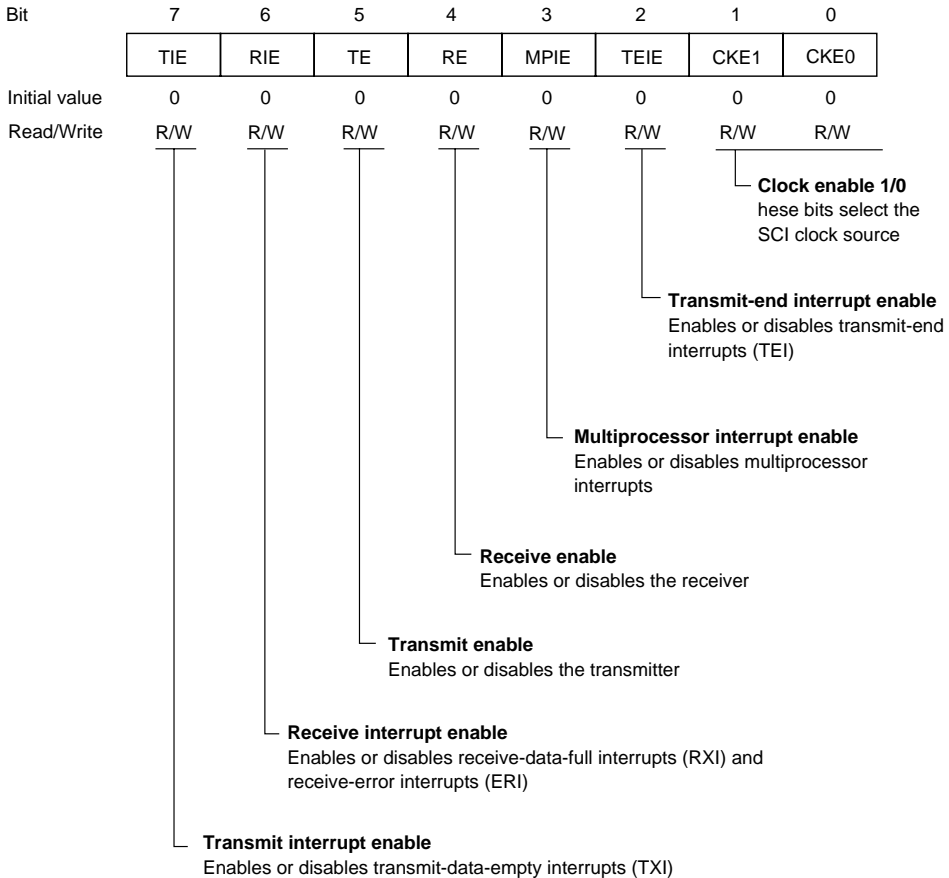 Bit 7 6 5 4 3 2 1 0
TIE RIE TE RE MPIE TEIE CKE1 CKE0
Initial value 0 0 0 0 0 0 0 0
Read/Write R/W R/W R/W R/W R/W R/W R/W R/W
Clock enable 1/0
hese bits select the
SCI clock source
Transmit-end interrupt enable
Enables or disables transmit-end
interrupts (TEI)
Multiprocessor interrupt enable
Enables or disables multiprocessor
interrupts
Receive enable
Enables or disables the receiver
Transmit enable
Enables or disables the transmitter
Receive interrupt enable
Enables or disables receive-data-full interrupts (RXI) and
receive-error interrupts (ERI)
Transmit interrupt enable
Enables or disables transmit-data-empty interrupts (TXI)